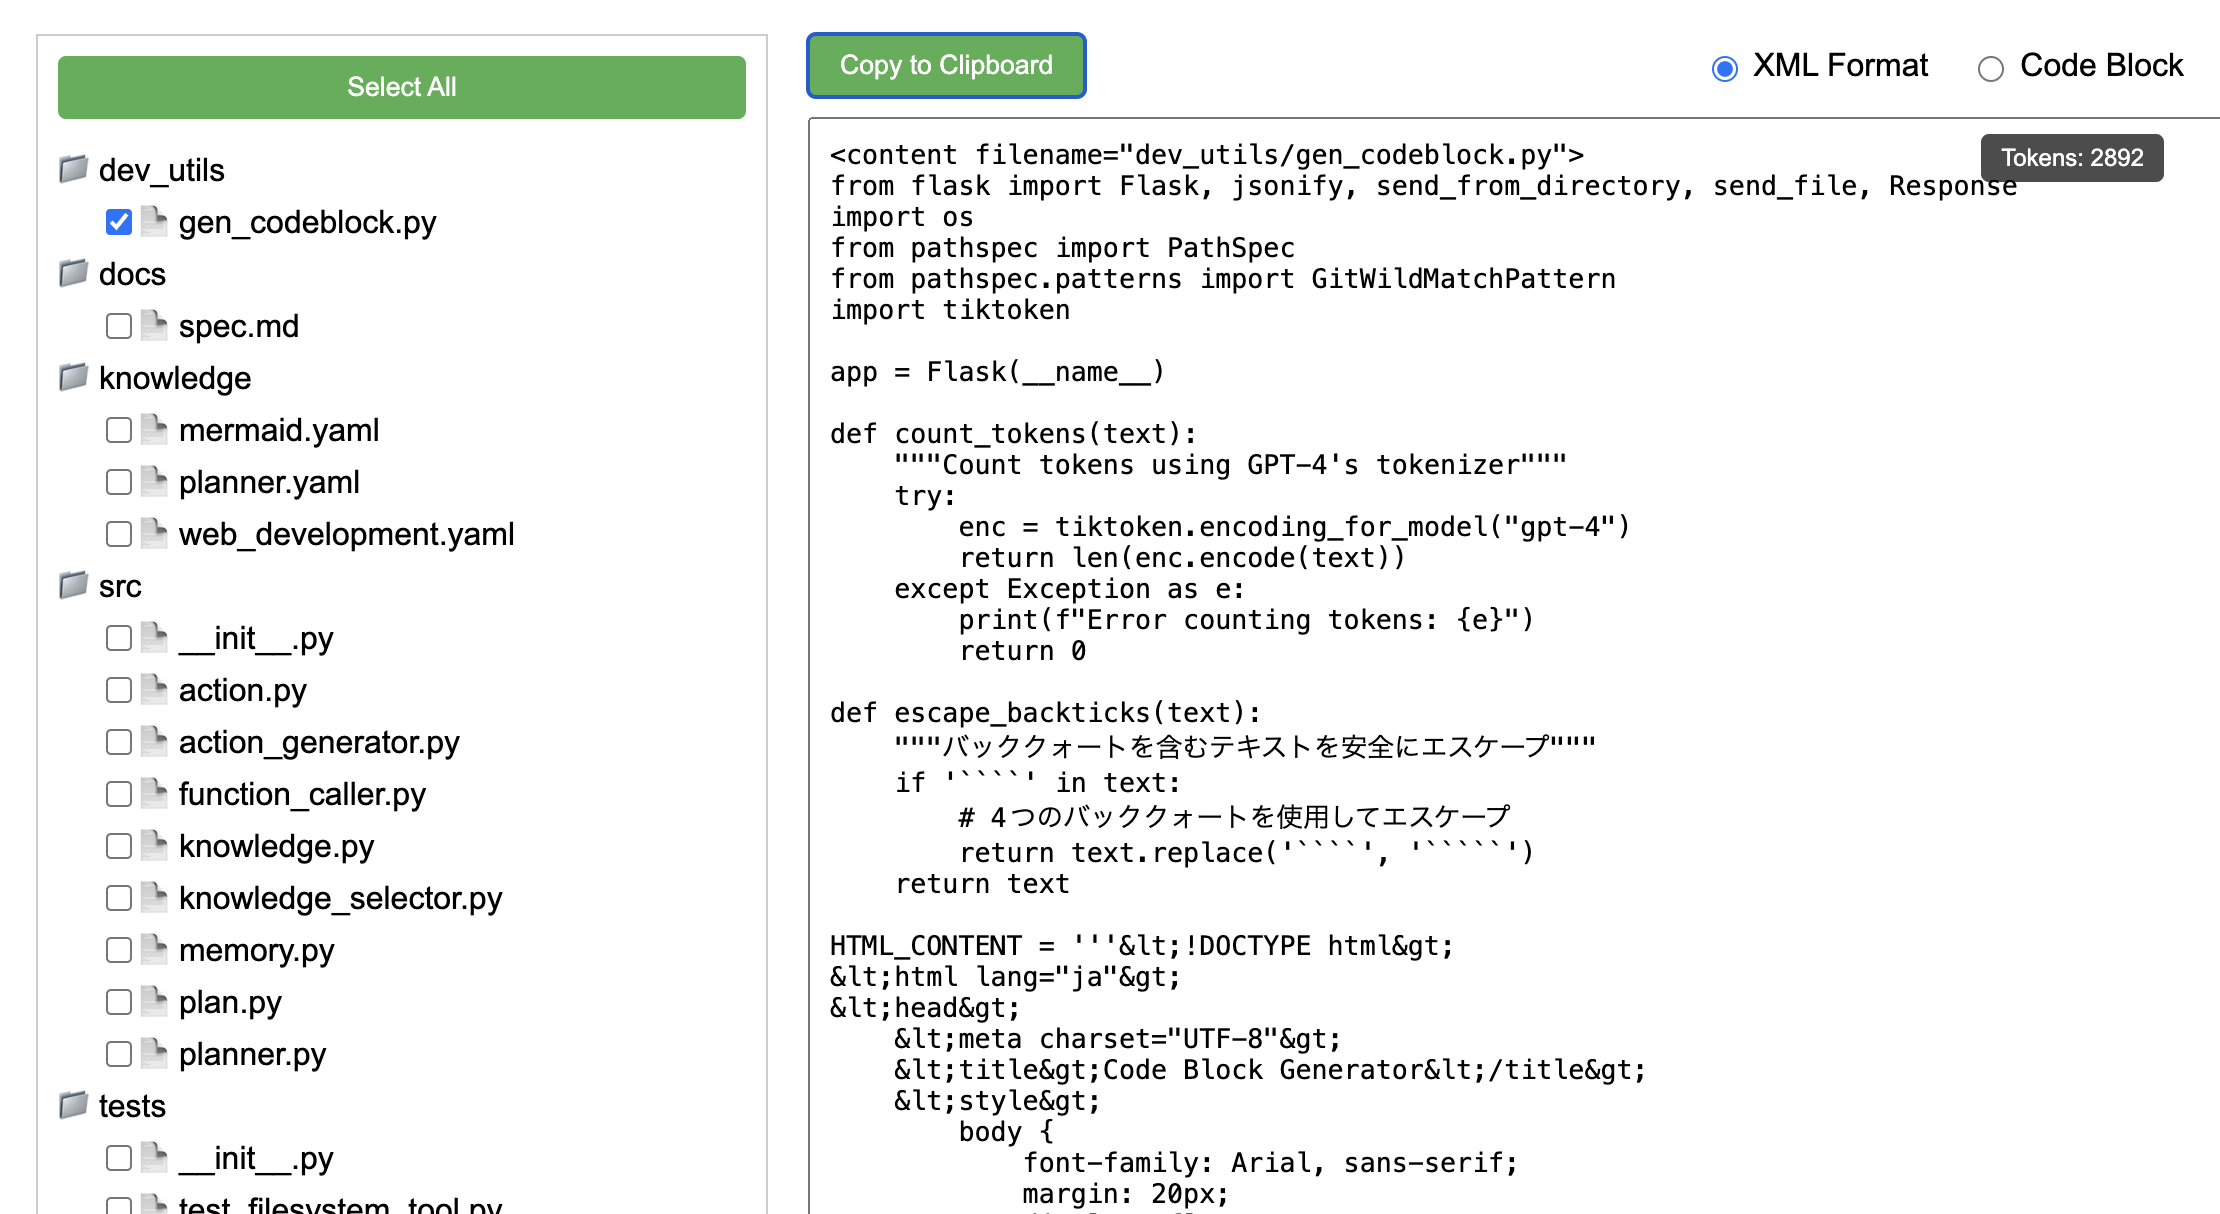 Select All
dev_utils
gen_codeblock.py
docs
spec.md
knowledge
mermaid.yaml
planner.yaml
web_development.yaml
src
__init__.py
action.py
action_generator.py
function_caller.py
knowledge.py
knowledge_selector.py
memory.py
plan.py
planner.py
tests
__init__.py
test_filesystem_tool.py
Copy to Clipboard
XML Format
Code Block
Tokens: 2892
<content filename="dev_utils/gen_codeblock.py">
from flask import Flask, jsonify, send_from_directory, send_file, Response
import os
from pathspec import PathSpec
from pathspec.patterns import GitWildMatchPattern
import tiktoken

app = Flask(__name__)

def count_tokens(text):
    """Count tokens using GPT-4's tokenizer"""
    try:
        enc = tiktoken.encoding_for_model("gpt-4")
        return len(enc.encode(text))
    except Exception as e:
        print(f"Error counting tokens: {e}")
        return 0

def escape_backticks(text):
    """バッククォートを含むテキストを安全にエスケープ"""
    if '````' in text:
        # 4つのバッククォートを使用してエスケープ
        return text.replace('````', '`````')
    return text

HTML_CONTENT = '''&lt;!DOCTYPE html&gt;
&lt;html lang="ja"&gt;
&lt;head&gt;
    &lt;meta charset="UTF-8"&gt;
    &lt;title&gt;Code Block Generator&lt;/title&gt;
    &lt;style&gt;
        body {
            font-family: Arial, sans-serif;
            margin: 20px;